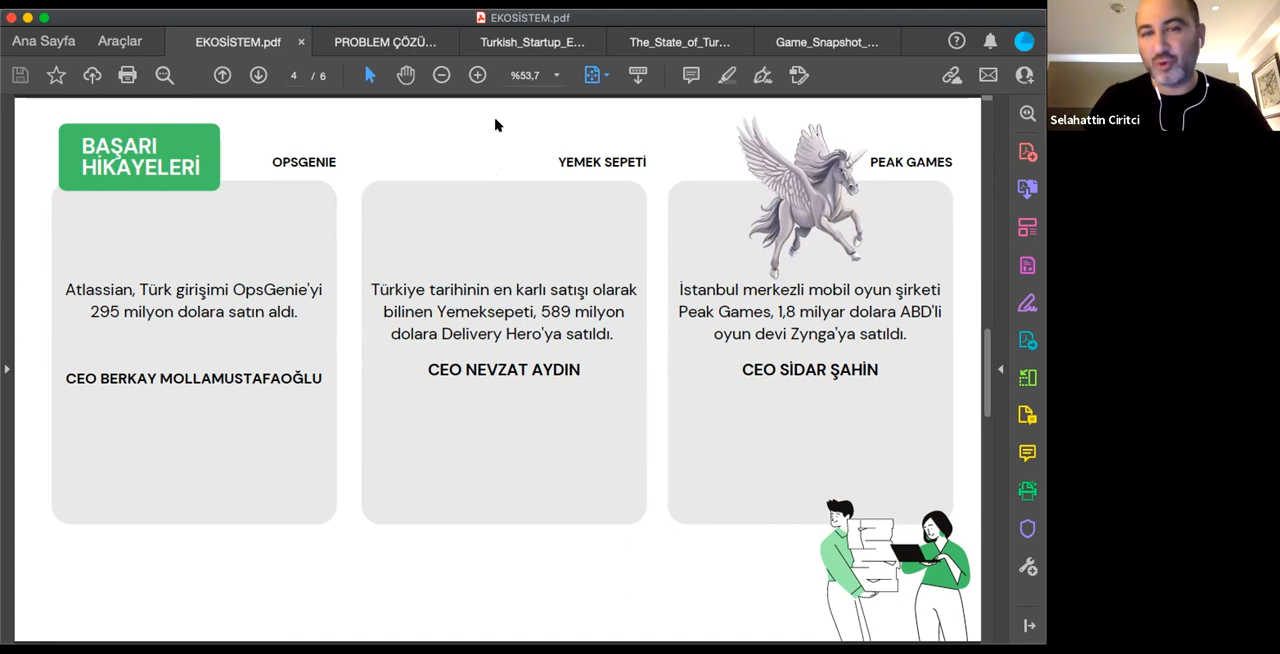 EKOSİSTEM.pdf
Ana Sayfa
Araçlar
EKOSİSTEM.pdf
PROBLEM ÇÖZÜ...
Turkish_Startup_E...
The_State_of_Tur...
Game_Snapshot_...
4 / 6
%53,7
Selahattin Ciritci
BAŞARI
HİKAYELERİ
OPSGENIE
Atlassian, Türk girişimi OpsGenie'yi
295 milyon dolara satın aldı.
CEO BERKAY MOLLAMUSTAFAOĞLU
YEMEK SEPETİ
Türkiye tarihinin en karlı satışı olarak
bilinen Yemeksepeti, 589 milyon
dolara Delivery Hero'ya satıldı.
CEO NEVZAT AYDIN
PEAK GAMES
İstanbul merkezli mobil oyun şirketi
Peak Games, 1,8 milyar dolara ABD'li
oyun devi Zynga'ya satıldı.
CEO SİDAR ŞAHİN